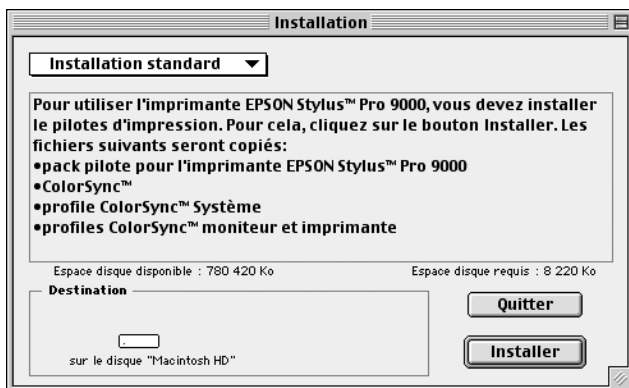 Installation
Installation standard
Pour utiliser l'imprimante EPSON Stylus™ Pro 9000, vous devez installer
le pilotes d'impression. Pour cela, cliquez sur le bouton Installer. Les
fichiers suivants seront copiés:
•pack pilote pour l'imprimante EPSON Stylus™ Pro 9000
•ColorSync™
•profile ColorSync™ Système
•profiles ColorSync™ moniteur et imprimante
Espace disque disponible : 780 420 Ko
Espace disque requis : 8 220 Ko
Destination
sur le disque "Macintosh HD"
Quitter
Installer